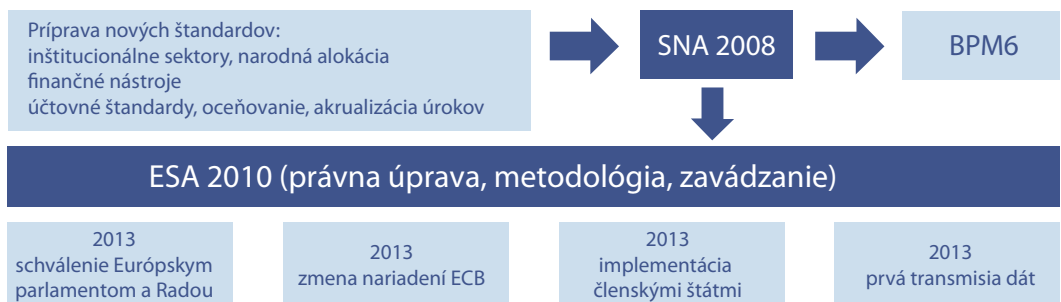 Príprava nových štandardov:
inštitucionálne sektory, narodná alokácia
finančné nástroje
účtovné štandardy, oceňovanie, akrualizácia úrokov
SNA 2008
BPM6
ESA 2010 (právna úprava, metodológia, zavádzanie)
2013
schválenie Európskym
parlamentom a Radou
2013
zmena nariadení ECB
2013
implementácia
členskými štátmi
2013
prvá transmisia dát